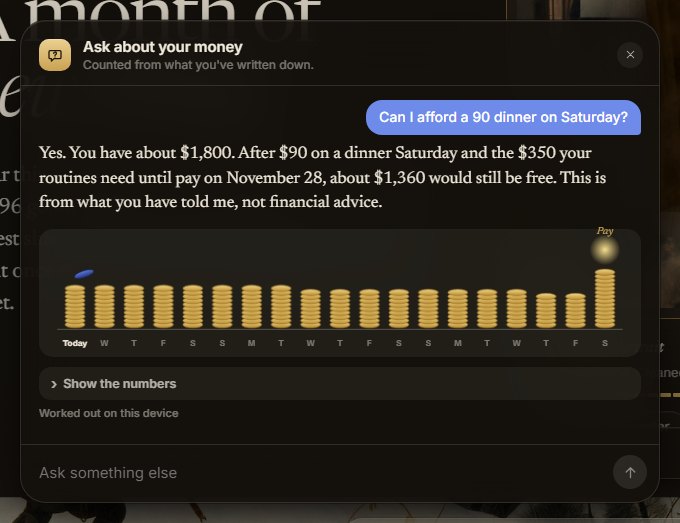 A month of
Ask about your money
Counted from what you've written down.
Can I afford a 90 dinner on Saturday?
Yes. You have about $1,800. After $90 on a dinner Saturday and the $350 your
routines need until pay on November 28, about $1,360 would still be free. This is
from what you have told me, not financial advice.
Pay
Today W T F S S M T W T F S S M T W T F S
Show the numbers
Worked out on this device
Ask something else